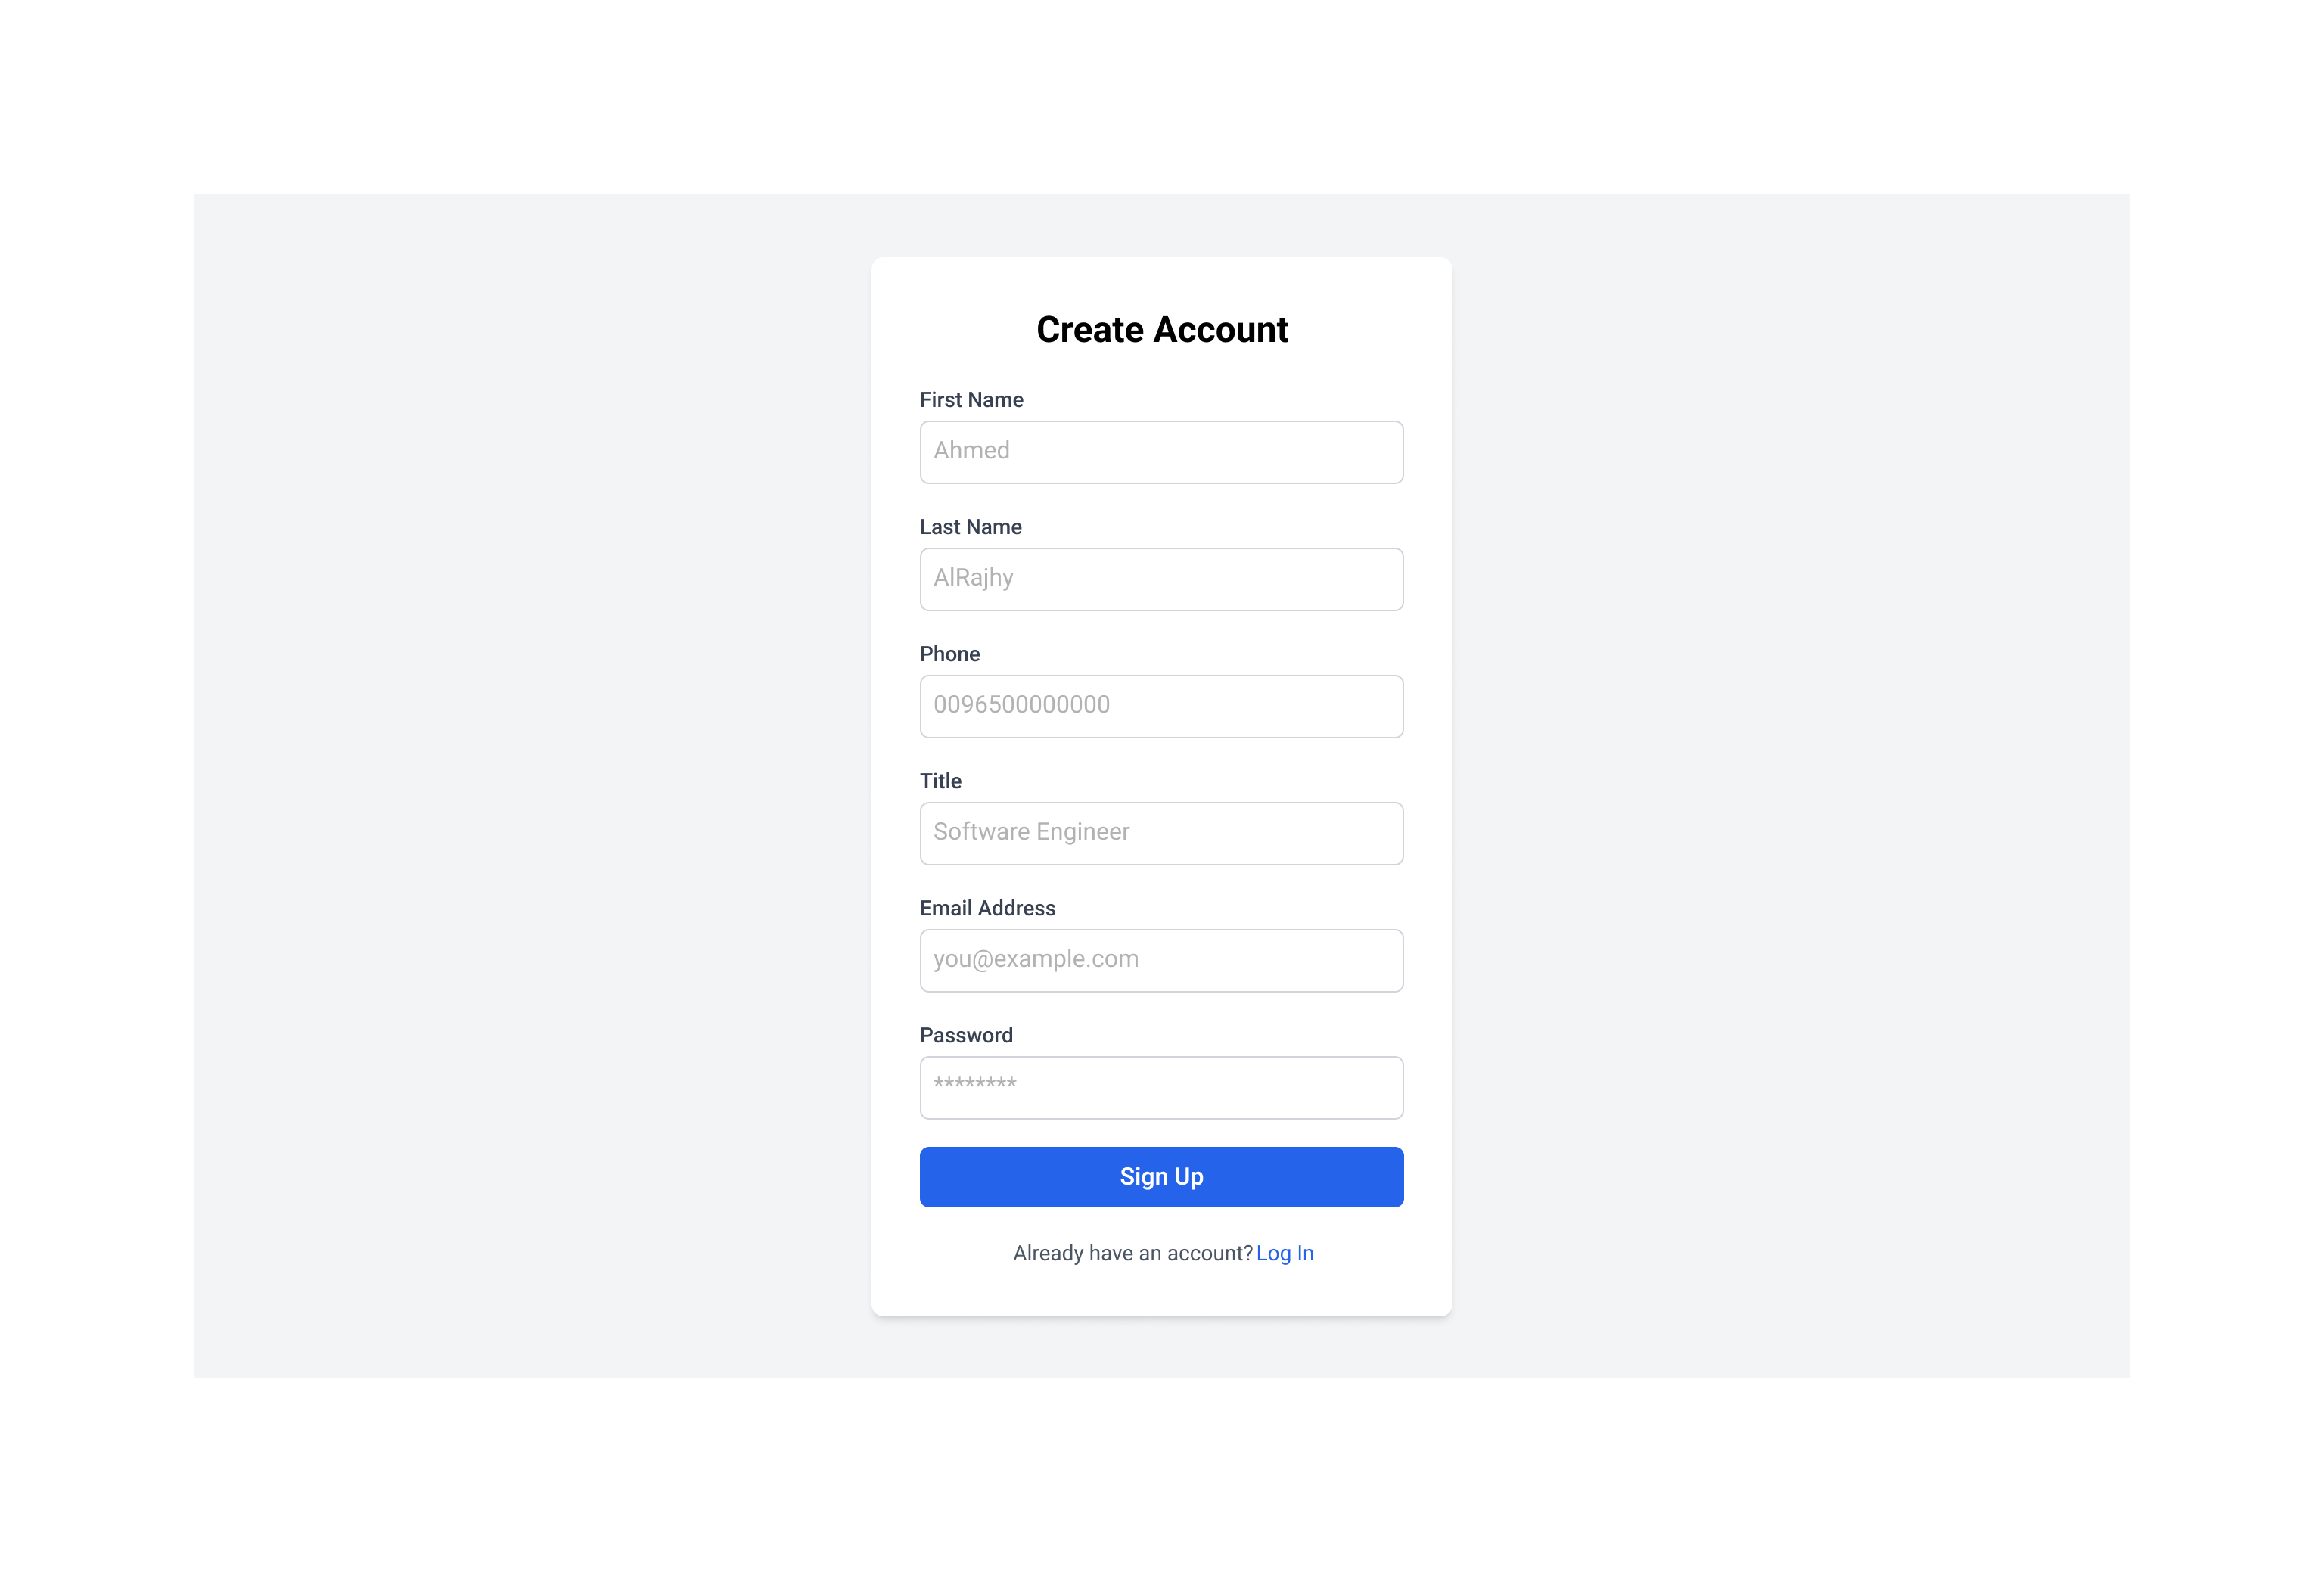 Create Account
First Name
Ahmed
Last Name
AlRajhy
Phone
0096500000000
Title
Software Engineer
Email Address
you@example.com
Password
********
Sign Up
Already have an account? Log In